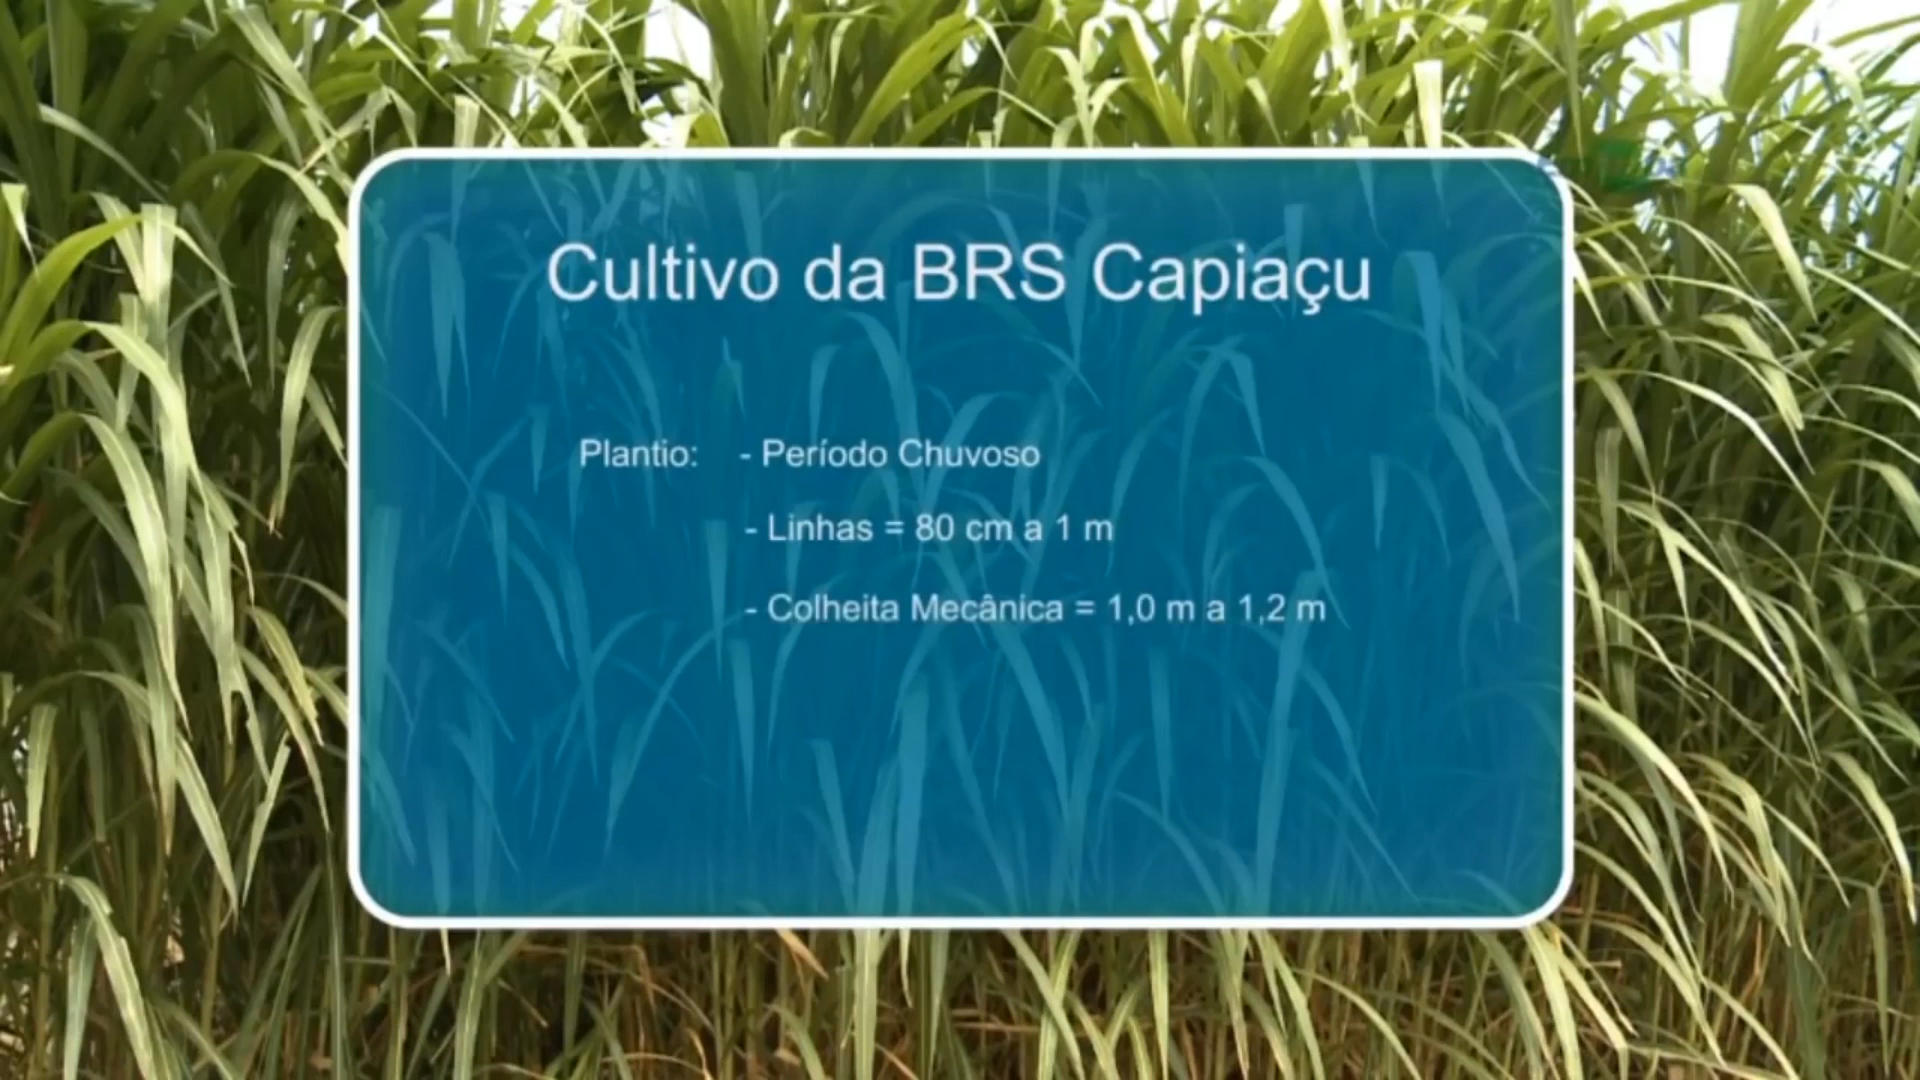 Cultivo da BRS Capiaçu
Plantio: - Período Chuvoso
- Linhas = 80 cm a 1 m
- Colheita Mecânica = 1,0 m a 1,2 m